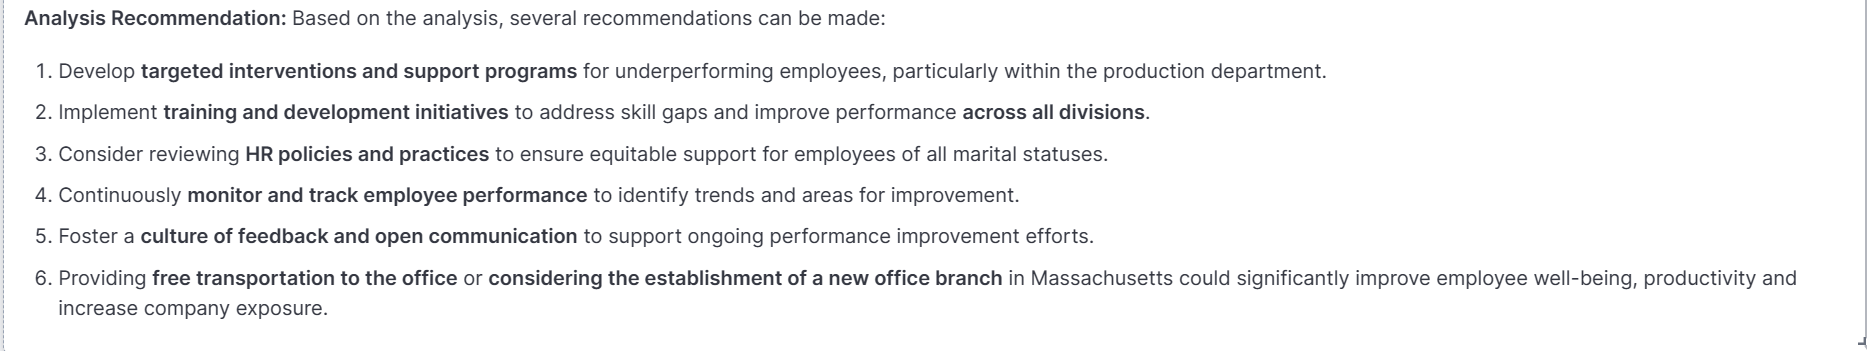 Analysis Recommendation: Based on the analysis, several recommendations can be made:
1. Develop targeted interventions and support programs for underperforming employees, particularly within the production department.
2. Implement training and development initiatives to address skill gaps and improve performance across all divisions.
3. Consider reviewing HR policies and practices to ensure equitable support for employees of all marital statuses.
4. Continuously monitor and track employee performance to identify trends and areas for improvement.
5. Foster a culture of feedback and open communication to support ongoing performance improvement efforts.
6. Providing free transportation to the office or considering the establishment of a new office branch in Massachusetts could significantly improve employee well-being, productivity and
increase company exposure.